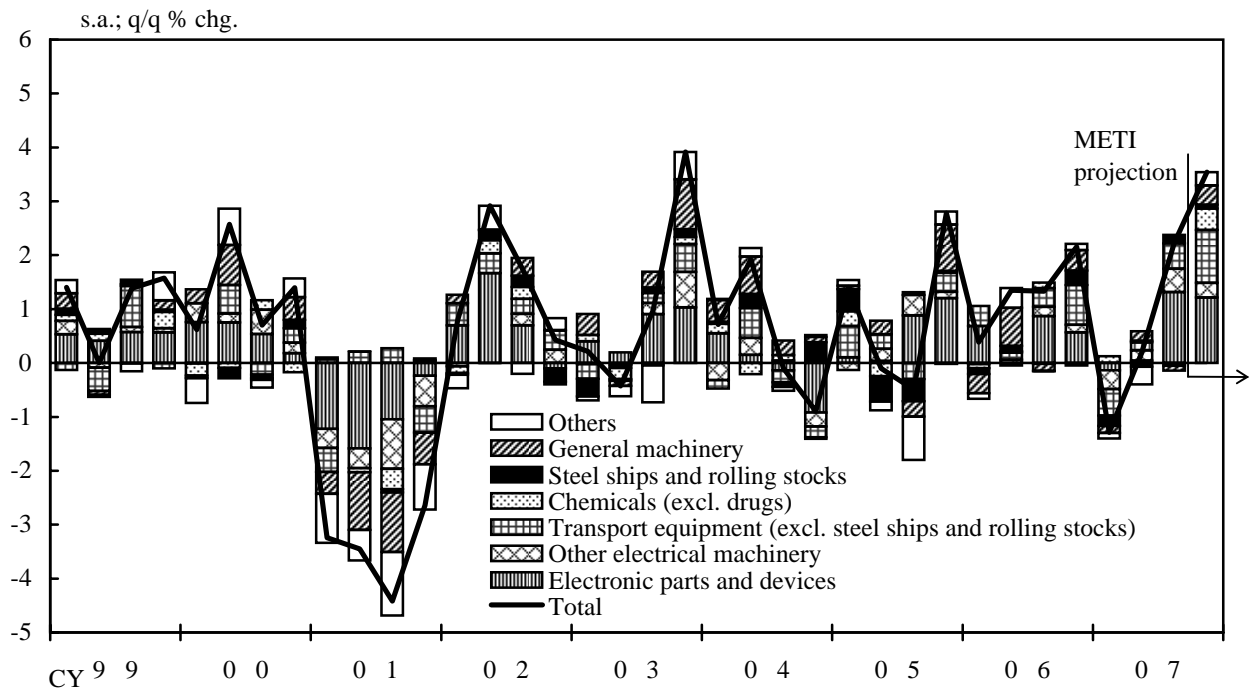 s.a.; q/q % chg.
6
5
4
3
2
1
0
-1
-2
-3
-4
-5
METI
projection
Others
General machinery
Steel ships and rolling stocks
Chemicals (excl. drugs)
Transport equipment (excl. steel ships and rolling stocks)
Other electrical machinery
Electronic parts and devices
Total
CY 9 9 0 0 0 1 0 2 0 3 0 4 0 5 0 6 0 7